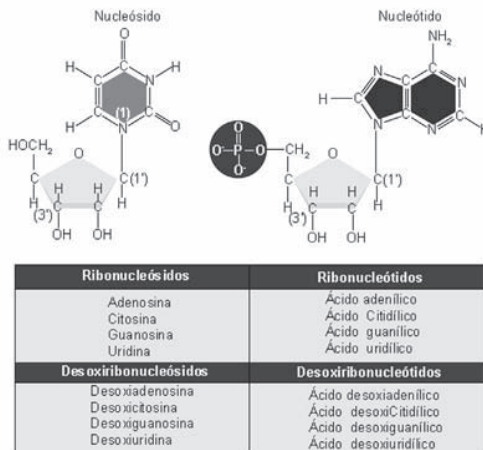 Nucleósido
O
H C C N H
(1)
H C C O
N
HOCH₂ O
C C(1')
H H H H
(3') C C
OH OH
Nucleótido
NH₂
C
N C N
H C C C H
N N
O
O⁻ P O CH₂ O
O⁻
C C(1')
H H H H
(3') C C
OH OH
Ribonucleósidos
Adenosina
Citosina
Guanosina
Uridina
Ribonucleótidos
Ácido adenílico
Ácido Citidílico
Ácido guanílico
Ácido uridílico
Desoxiribonucleósidos
Desoxiadenosina
Desoxicitosina
Desoxiguanosina
Desoxiuridina
Desoxiribonucleótidos
Ácido desoxiadenílico
Ácido desoxiCitidílico
Ácido desoxiguanílico
Ácido desoxiuridílico